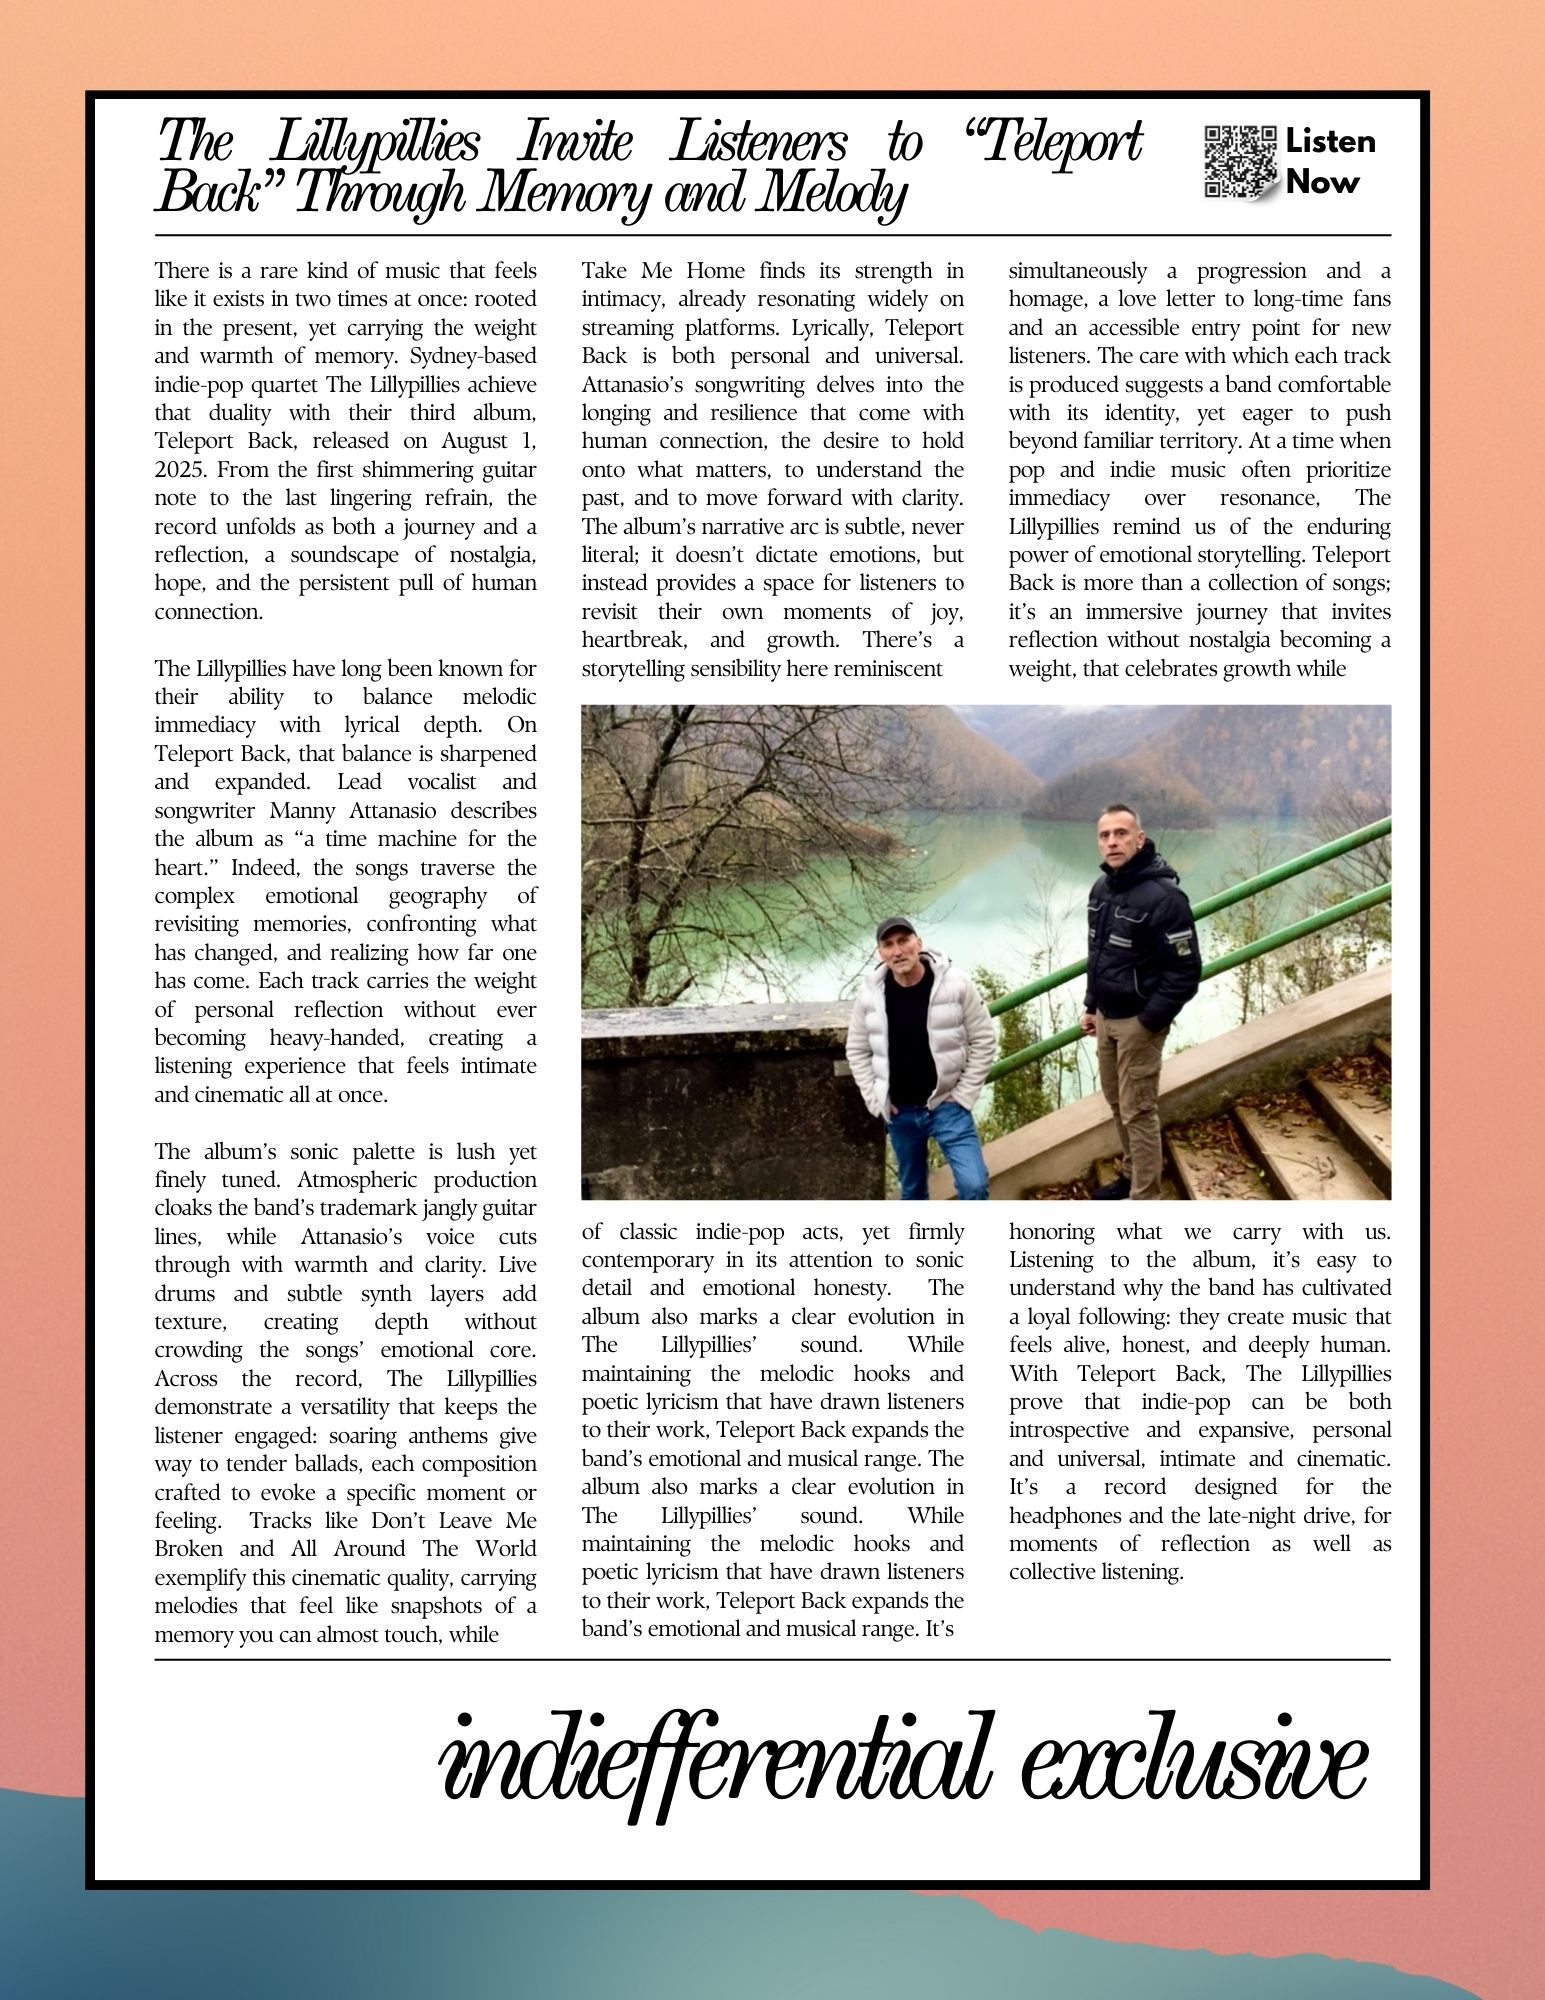 The Lillypillies Invite Listeners to “Teleport
Back” Through Memory and Melody
Listen
Now
There is a rare kind of music that feels
like it exists in two times at once: rooted
in the present, yet carrying the weight
and warmth of memory. Sydney-based
indie-pop quartet The Lillypillies achieve
that duality with their third album,
Teleport Back, released on August 1,
2025. From the first shimmering guitar
note to the last lingering refrain, the
record unfolds as both a journey and a
reflection, a soundscape of nostalgia,
hope, and the persistent pull of human
connection.
The Lillypillies have long been known for
their ability to balance melodic
immediacy with lyrical depth. On
Teleport Back, that balance is sharpened
and expanded. Lead vocalist and
songwriter Manny Attanasio describes
the album as “a time machine for the
heart.” Indeed, the songs traverse the
complex emotional geography of
revisiting memories, confronting what
has changed, and realizing how far one
has come. Each track carries the weight
of personal reflection without ever
becoming heavy-handed, creating a
listening experience that feels intimate
and cinematic all at once.
The album’s sonic palette is lush yet
finely tuned. Atmospheric production
cloaks the band’s trademark jangly guitar
lines, while Attanasio’s voice cuts
through with warmth and clarity. Live
drums and subtle synth layers add
texture, creating depth without
crowding the songs’ emotional core.
Across the record, The Lillypillies
demonstrate a versatility that keeps the
listener engaged: soaring anthems give
way to tender ballads, each composition
crafted to evoke a specific moment or
feeling. Tracks like Don’t Leave Me
Broken and All Around The World
exemplify this cinematic quality, carrying
melodies that feel like snapshots of a
memory you can almost touch, while
Take Me Home finds its strength in
intimacy, already resonating widely on
streaming platforms. Lyrically, Teleport
Back is both personal and universal.
Attanasio’s songwriting delves into the
longing and resilience that come with
human connection, the desire to hold
onto what matters, to understand the
past, and to move forward with clarity.
The album’s narrative arc is subtle, never
literal; it doesn’t dictate emotions, but
instead provides a space for listeners to
revisit their own moments of joy,
heartbreak, and growth. There’s a
storytelling sensibility here reminiscent
of classic indie-pop acts, yet firmly
contemporary in its attention to sonic
detail and emotional honesty. The
album also marks a clear evolution in
The Lillypillies’ sound. While
maintaining the melodic hooks and
poetic lyricism that have drawn listeners
to their work, Teleport Back expands the
band’s emotional and musical range. The
album also marks a clear evolution in
The Lillypillies’ sound. While
maintaining the melodic hooks and
poetic lyricism that have drawn listeners
to their work, Teleport Back expands the
band’s emotional and musical range. It’s
simultaneously a progression and a
homage, a love letter to long-time fans
and an accessible entry point for new
listeners. The care with which each track
is produced suggests a band comfortable
with its identity, yet eager to push
beyond familiar territory. At a time when
pop and indie music often prioritize
immediacy over resonance, The
Lillypillies remind us of the enduring
power of emotional storytelling. Teleport
Back is more than a collection of songs;
it’s an immersive journey that invites
reflection without nostalgia becoming a
weight, that celebrates growth while
honoring what we carry with us.
Listening to the album, it’s easy to
understand why the band has cultivated
a loyal following: they create music that
feels alive, honest, and deeply human.
With Teleport Back, The Lillypillies
prove that indie-pop can be both
introspective and expansive, personal
and universal, intimate and cinematic.
It’s a record designed for the
headphones and the late-night drive, for
moments of reflection as well as
collective listening.
indiefferential exclusive